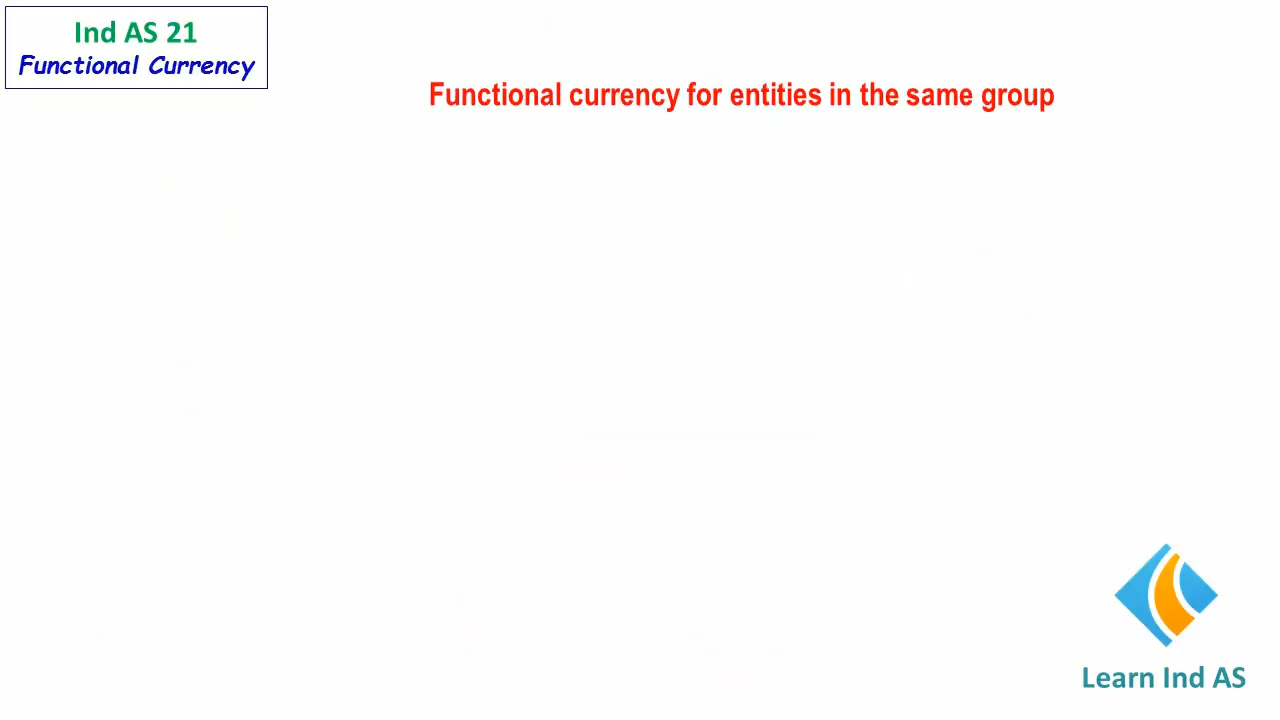 Ind AS 21
Functional Currency
Functional currency for entities in the same group
Learn Ind AS